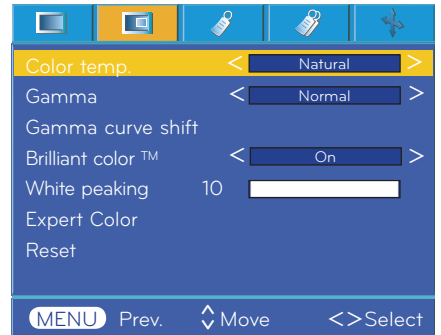 Color temp. < Natural >
Gamma < Normal >
Gamma curve shift
Brilliant color ™ < On >
White peaking 10
Expert Color
Reset
MENU Prev. Move <>Select